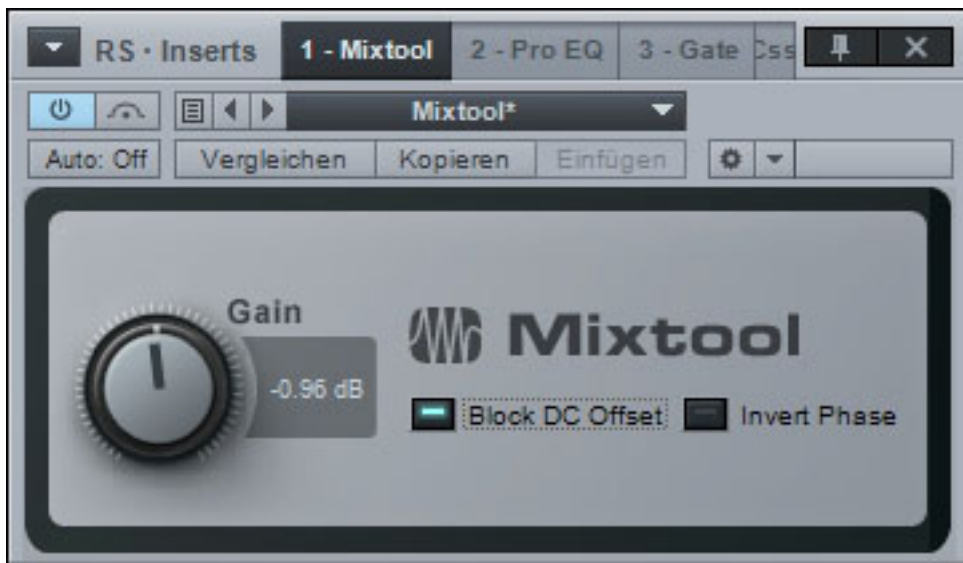 RS · Inserts 1 - Mixtool 2 - Pro EQ 3 - Gate
Mixtool*
Auto: Off Vergleichen Kopieren Einfügen
Gain
Mixtool
-0.96 dB
Block DC Offset Invert Phase